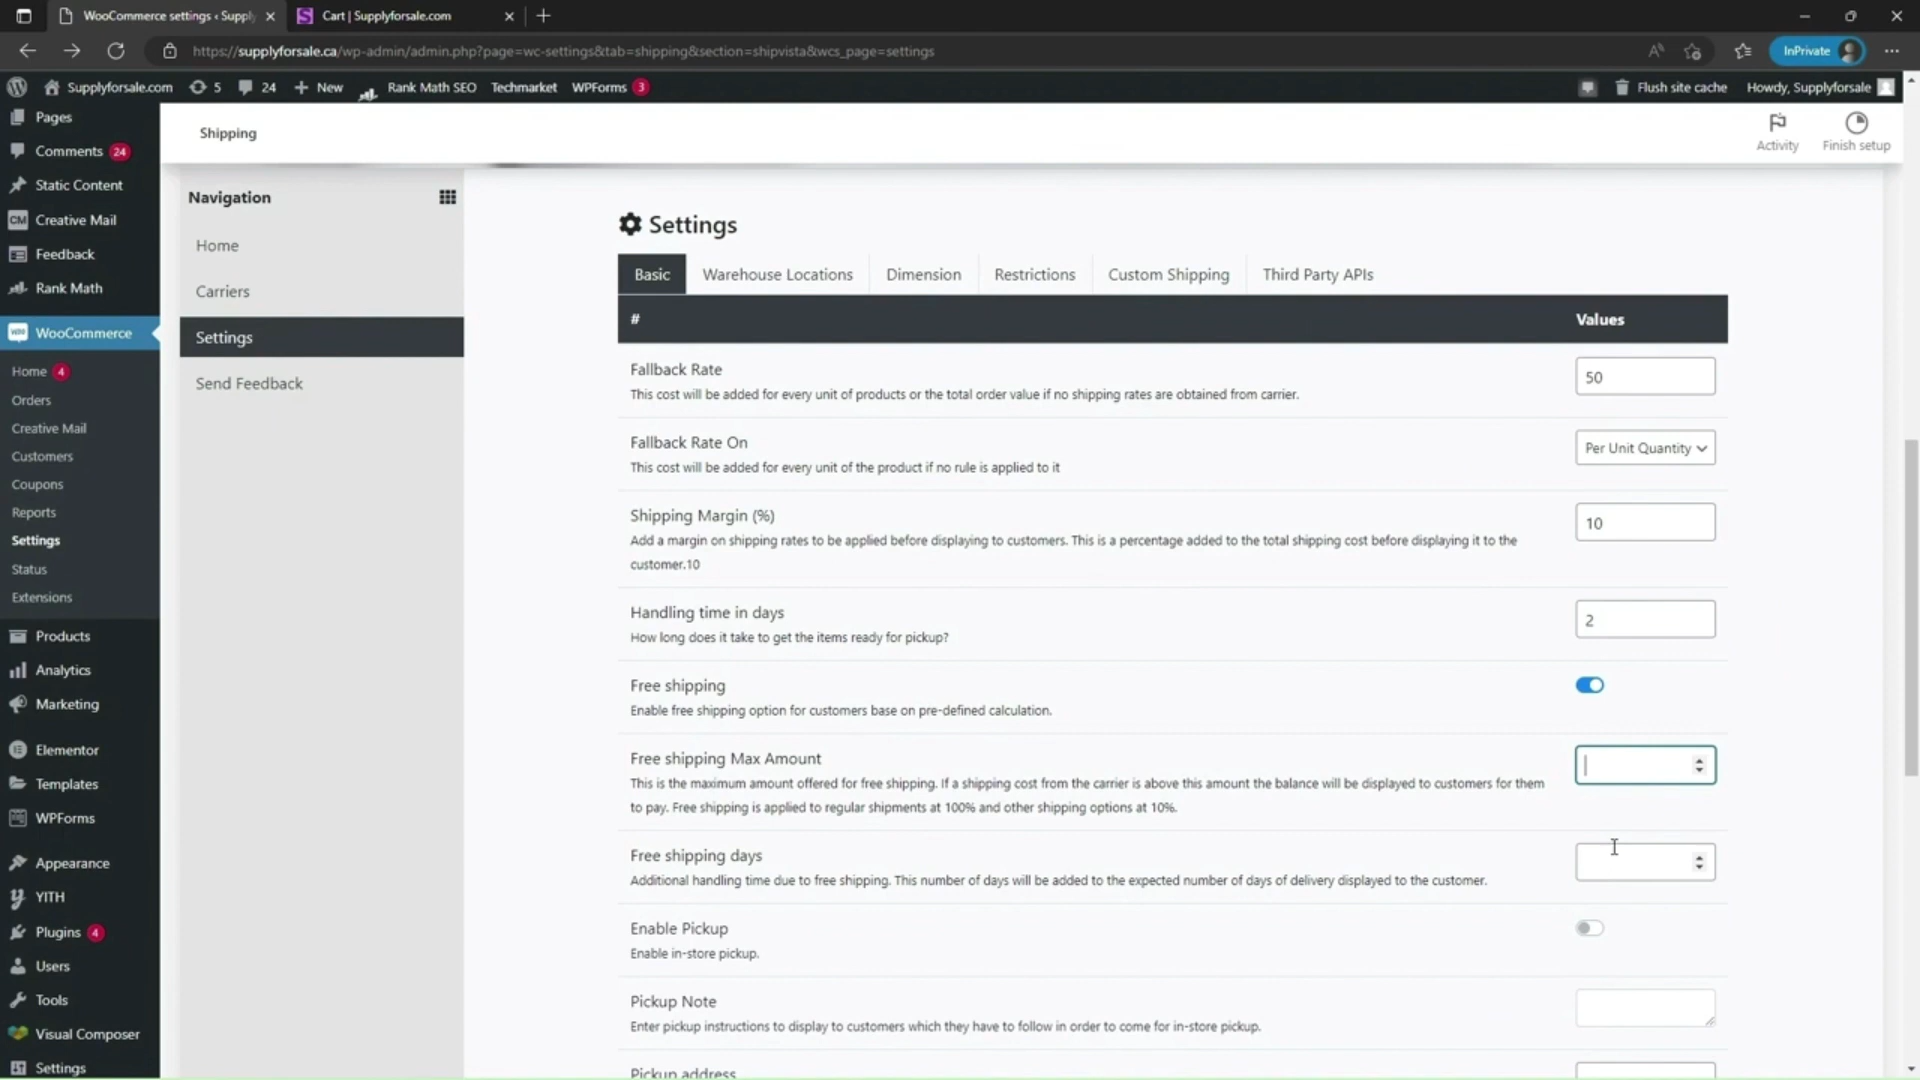 WooCommerce settings ‹ Supply
Cart | Supplyforsale.com
https://supplyforsale.ca/wp-admin/admin.php?page=wc-settings&tab=shipping&section=shipvista&wcs_page=settings
InPrivate
Supplyforsale.com
5
24
New
Rank Math SEO
Techmarket
WPForms 3
Flush site cache
Howdy, Supplyforsale
Pages
Comments 24
Static Content
CM Creative Mail
Feedback
Rank Math
WooCommerce
Home 4
Orders
Creative Mail
Customers
Coupons
Reports
Settings
Status
Extensions
Products
Analytics
Marketing
Elementor
Templates
WPForms
Appearance
YITH
Plugins 4
Users
Tools
Visual Composer
Settings
Shipping
Activity
Finish setup
Navigation
Home
Carriers
Settings
Send Feedback
Settings
Basic
Warehouse Locations
Dimension
Restrictions
Custom Shipping
Third Party APIs
# Values
Fallback Rate
This cost will be added for every unit of products or the total order value if no shipping rates are obtained from carrier.
50
Fallback Rate On
This cost will be added for every unit of the product if no rule is applied to it
Per Unit Quantity
Shipping Margin (%)
Add a margin on shipping rates to be applied before displaying to customers. This is a percentage added to the total shipping cost before displaying it to the
customer.10
10
Handling time in days
How long does it take to get the items ready for pickup?
2
Free shipping
Enable free shipping option for customers base on pre-defined calculation.
Free shipping Max Amount
This is the maximum amount offered for free shipping. If a shipping cost from the carrier is above this amount the balance will be displayed to customers for them
to pay. Free shipping is applied to regular shipments at 100% and other shipping options at 10%.
Free shipping days
Additional handling time due to free shipping. This number of days will be added to the expected number of days of delivery displayed to the customer.
Enable Pickup
Enable in-store pickup.
Pickup Note
Enter pickup instructions to display to customers which they have to follow in order to come for in-store pickup.
Pickup address